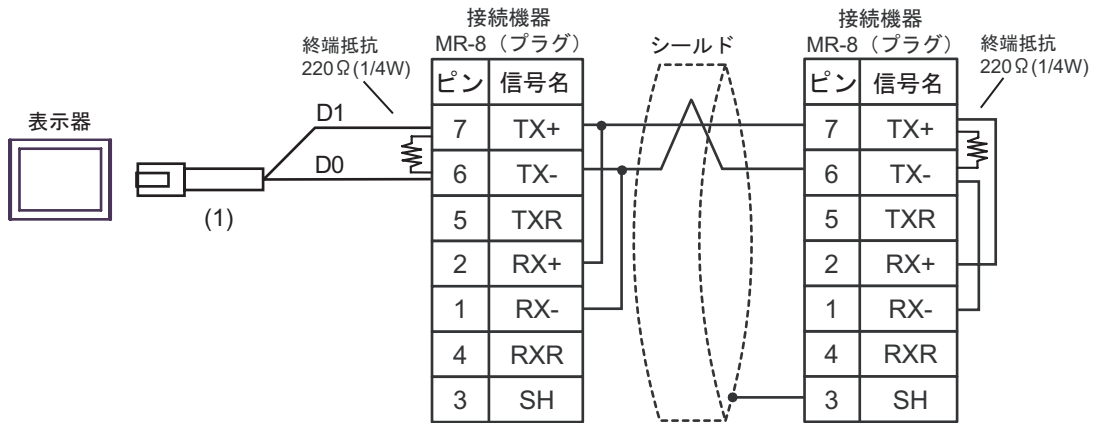 表示器
(1)
D1
D0
終端抵抗
220Ω(1/4W)
接続機器
MR-8（プラグ）
ピン 信号名
7 TX+
6 TX-
5 TXR
2 RX+
1 RX-
4 RXR
3 SH
シールド
接続機器
MR-8（プラグ）
ピン 信号名
7 TX+
6 TX-
5 TXR
2 RX+
1 RX-
4 RXR
3 SH
終端抵抗
220Ω(1/4W)